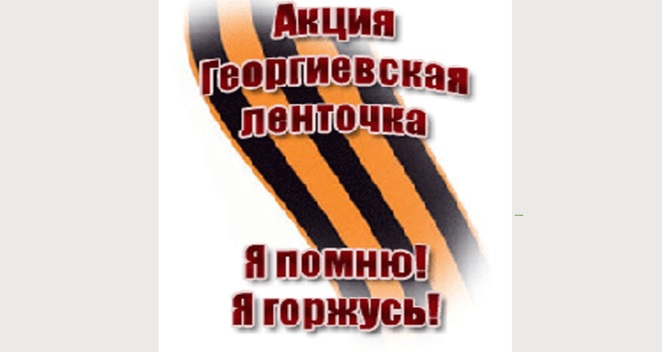 Акция
Георгиевская
ленточка
Я помню!
Я горжусь!